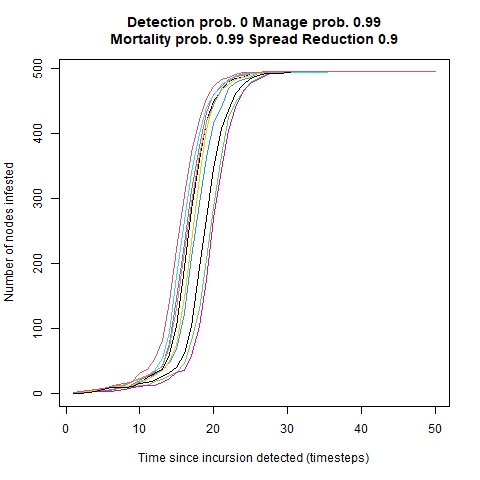 Detection prob. 0 Manage prob. 0.99
Mortality prob. 0.99 Spread Reduction 0.9
Number of nodes infested
500
400
300
200
100
0
0 10 20 30 40 50
Time since incursion detected (timesteps)